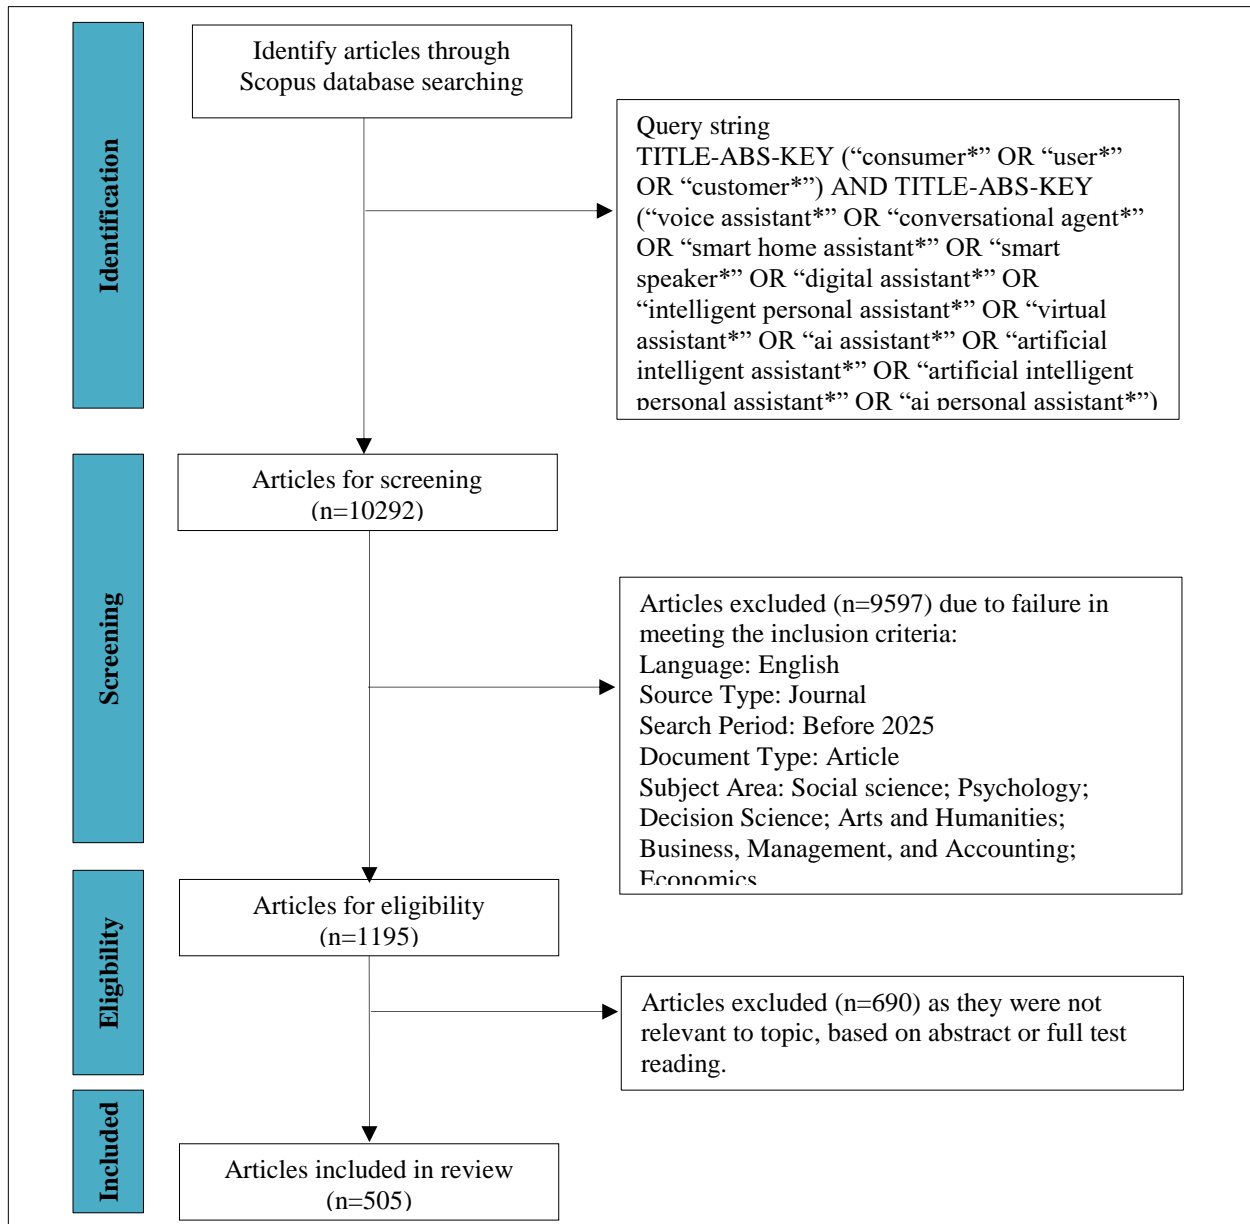 Identification
Identify articles through
Scopus database searching
Query string
TITLE-ABS-KEY (“consumer*” OR “user*”
OR “customer*”) AND TITLE-ABS-KEY
(“voice assistant*” OR “conversational agent*”
OR “smart home assistant*” OR “smart
speaker*” OR “digital assistant*” OR
“intelligent personal assistant*” OR “virtual
assistant*” OR “ai assistant*” OR “artificial
intelligent assistant*” OR “artificial intelligent
personal assistant*” OR “ai personal assistant*”)
Screening
Articles for screening
(n=10292)
Articles excluded (n=9597) due to failure in
meeting the inclusion criteria:
Language: English
Source Type: Journal
Search Period: Before 2025
Document Type: Article
Subject Area: Social science; Psychology;
Decision Science; Arts and Humanities;
Business, Management, and Accounting;
Economics
Eligibility
Articles for eligibility
(n=1195)
Articles excluded (n=690) as they were not
relevant to topic, based on abstract or full test
reading.
Included
Articles included in review
(n=505)